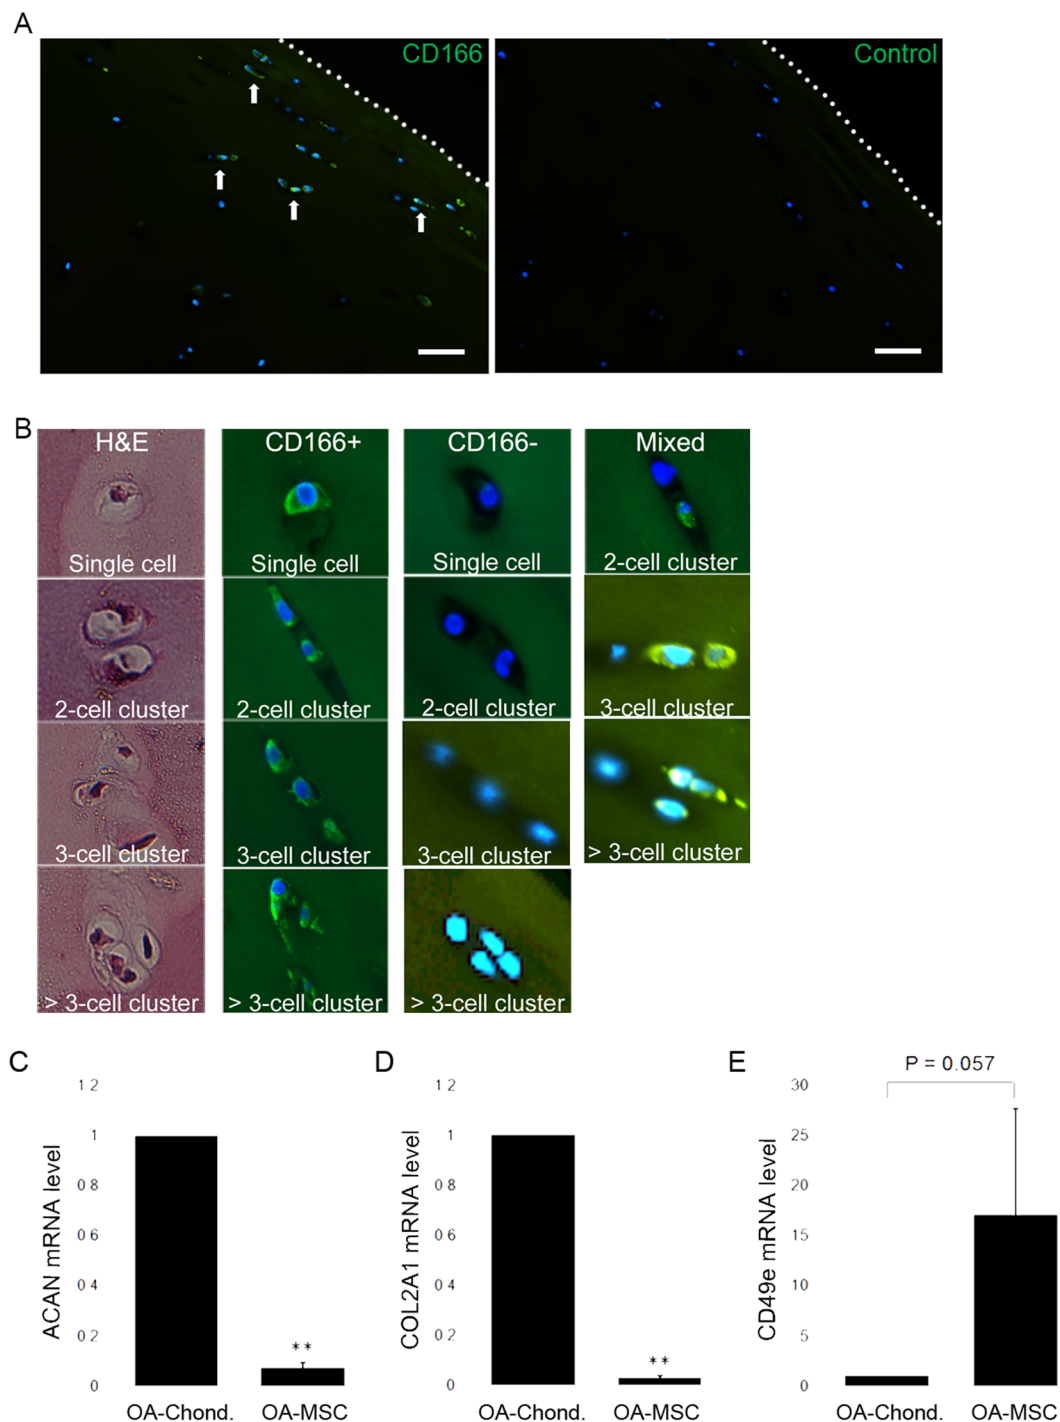 A
CD166
Control
B
H&E
CD166+
CD166-
Mixed
Single cell
Single cell
Single cell
2-cell cluster
2-cell cluster
2-cell cluster
2-cell cluster
3-cell cluster
3-cell cluster
3-cell cluster
3-cell cluster
> 3-cell cluster
> 3-cell cluster
> 3-cell cluster
> 3-cell cluster
C
ACAN mRNA level
1 2
1
0 8
0 6
0 4
0 2
0
**
OA-Chond.
OA-MSC
D
COL2A1 mRNA level
1 2
1
0 8
0 6
0 4
0 2
0
**
OA-Chond.
OA-MSC
E
P = 0.057
CD49e mRNA level
30
25
20
15
10
5
0
OA-Chond.
OA-MSC